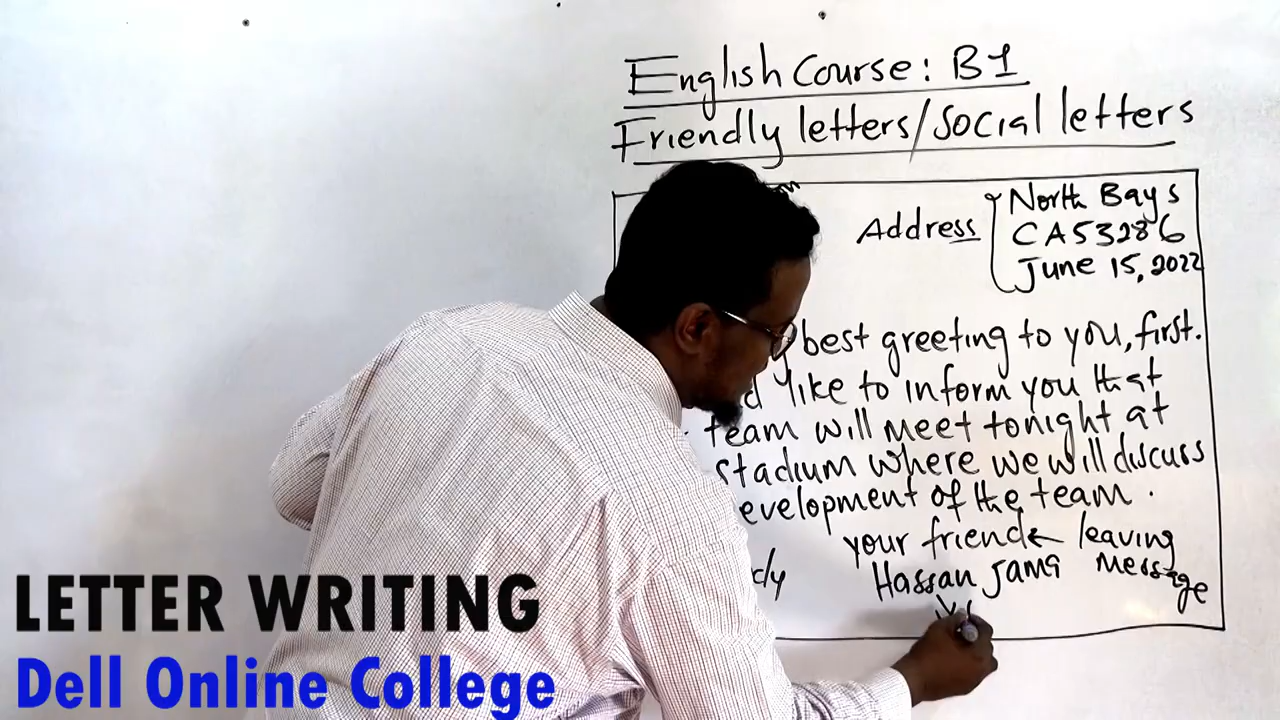 English Course: B1
Friendly letters/social letters
Address
North Bays
CA53286
June 15, 2022
best greeting to you, first.
like to inform you that
team will meet tonight at
stadium where we will discuss
evelopment of the team.
your friend leaving
Hassan Jama message
LETTER WRITING
Dell Online College